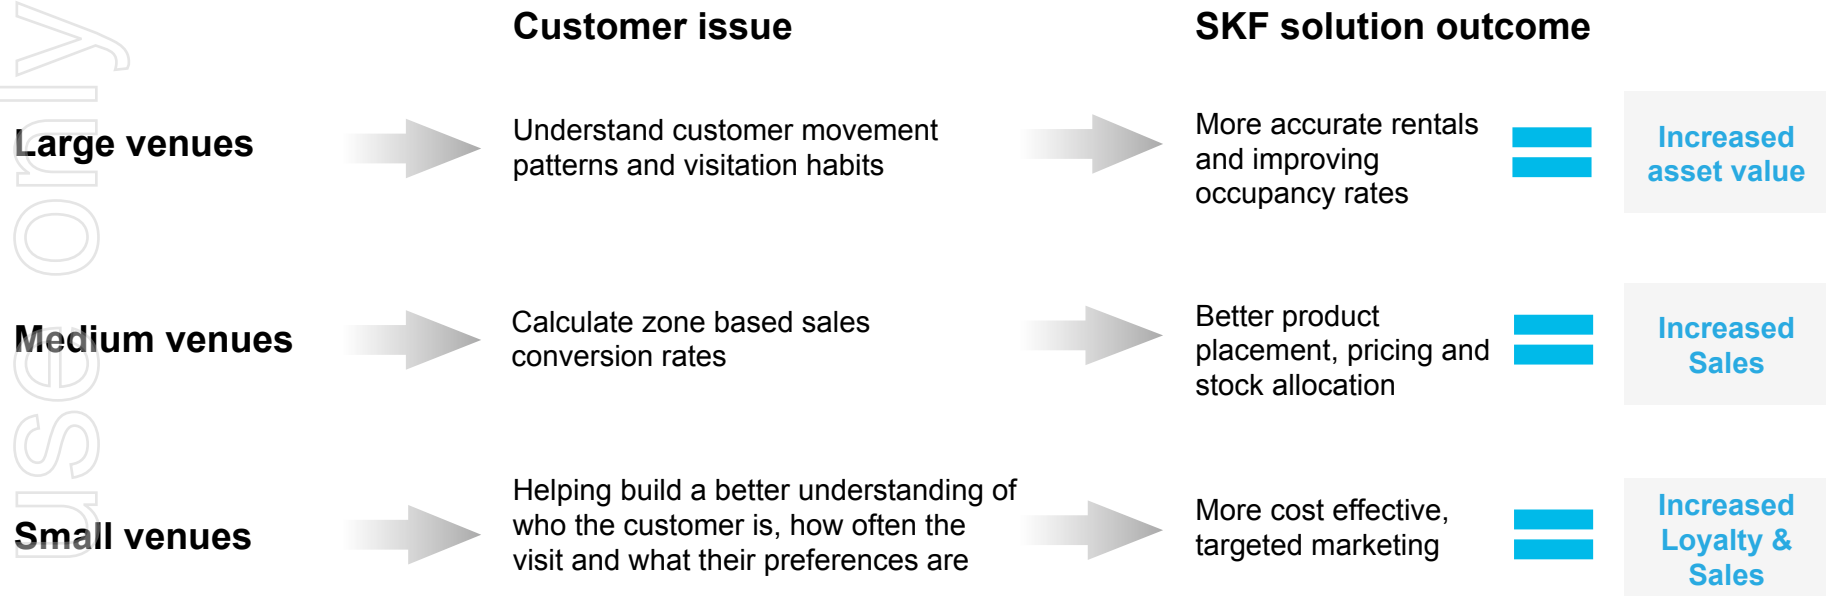 Customer issue
SKF solution outcome
Large venues
Understand customer movement
patterns and visitation habits
More accurate rentals
and improving
occupancy rates
Increased
asset value
Medium venues
Calculate zone based sales
conversion rates
Better product
placement, pricing and
stock allocation
Increased
Sales
Small venues
Helping build a better understanding of
who the customer is, how often the
visit and what their preferences are
More cost effective,
targeted marketing
Increased
Loyalty &
Sales
use only